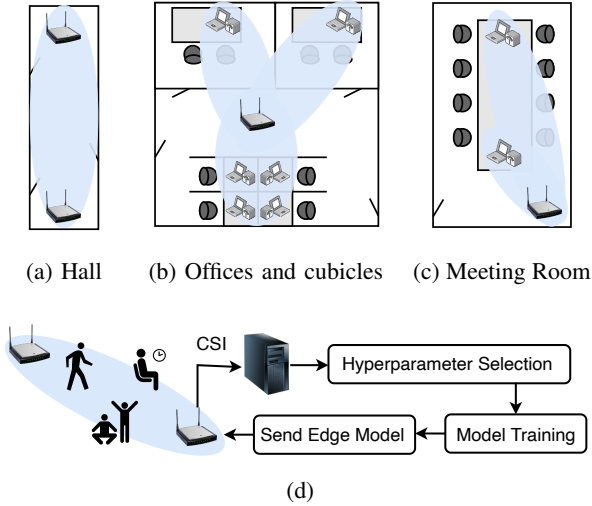 (a) Hall (b) Offices and cubicles (c) Meeting Room
CSI
Hyperparameter Selection
Send Edge Model
Model Training
(d)